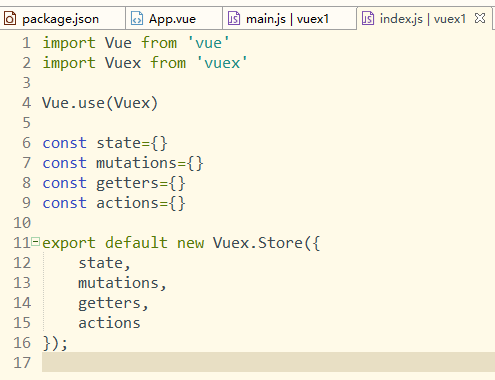 package.json App.vue main.js | vuex1 index.js | vuex1
1 import Vue from 'vue'
2 import Vuex from 'vuex'
3
4 Vue.use(Vuex)
5
6 const state={}
7 const mutations={}
8 const getters={}
9 const actions={}
10
11 export default new Vuex.Store({
12     state,
13     mutations,
14     getters,
15     actions
16 });
17